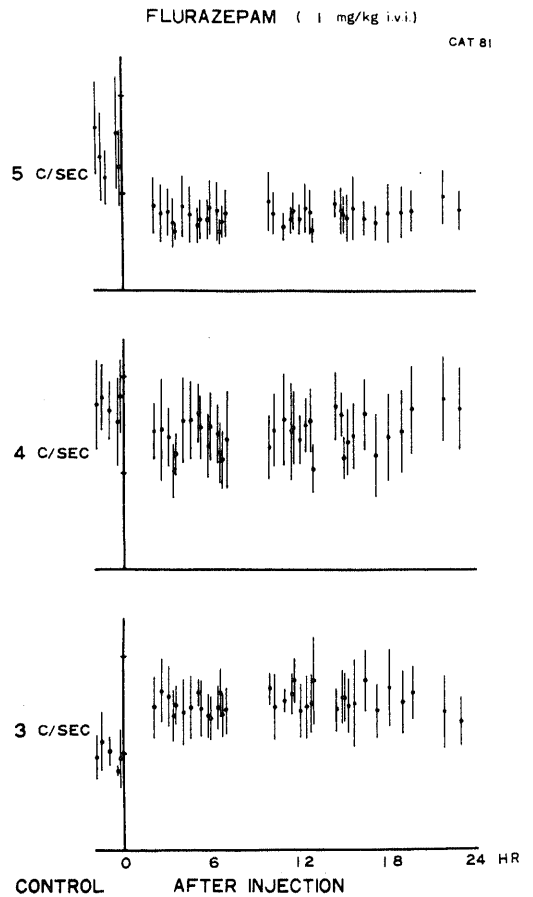 FLURAZEPAM ( 1 mg/kg i.v.i.)
CAT 81
5 C/SEC
4 C/SEC
3 C/SEC
0 6 12 18 24 HR
CONTROL AFTER INJECTION